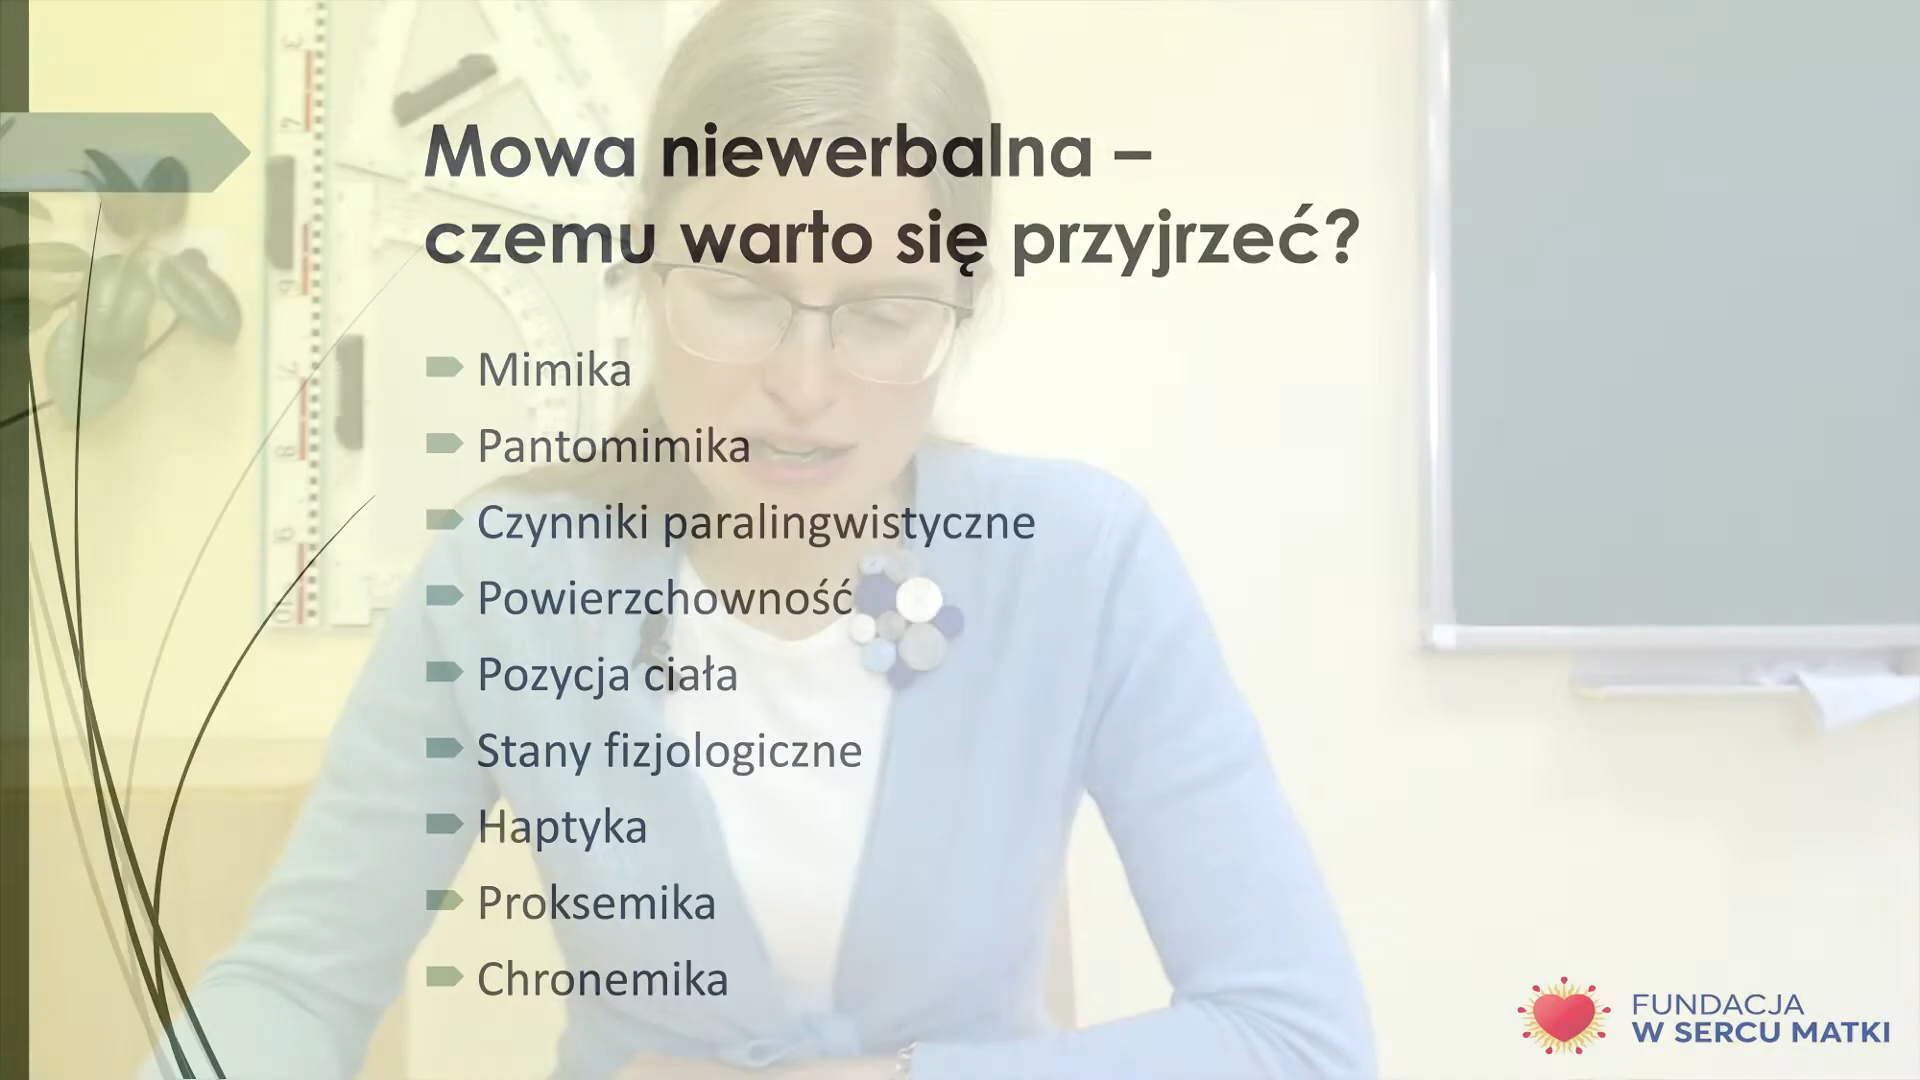 Mowa niewerbalna –
czemu warto się przyjrzeć?
Mimika
Pantomimika
Czynniki paralingwistyczne
Powierzchowność
Pozycja ciała
Stany fizjologiczne
Haptyka
Proksemika
Chronemika
FUNDACJA
W SERCU MATKI